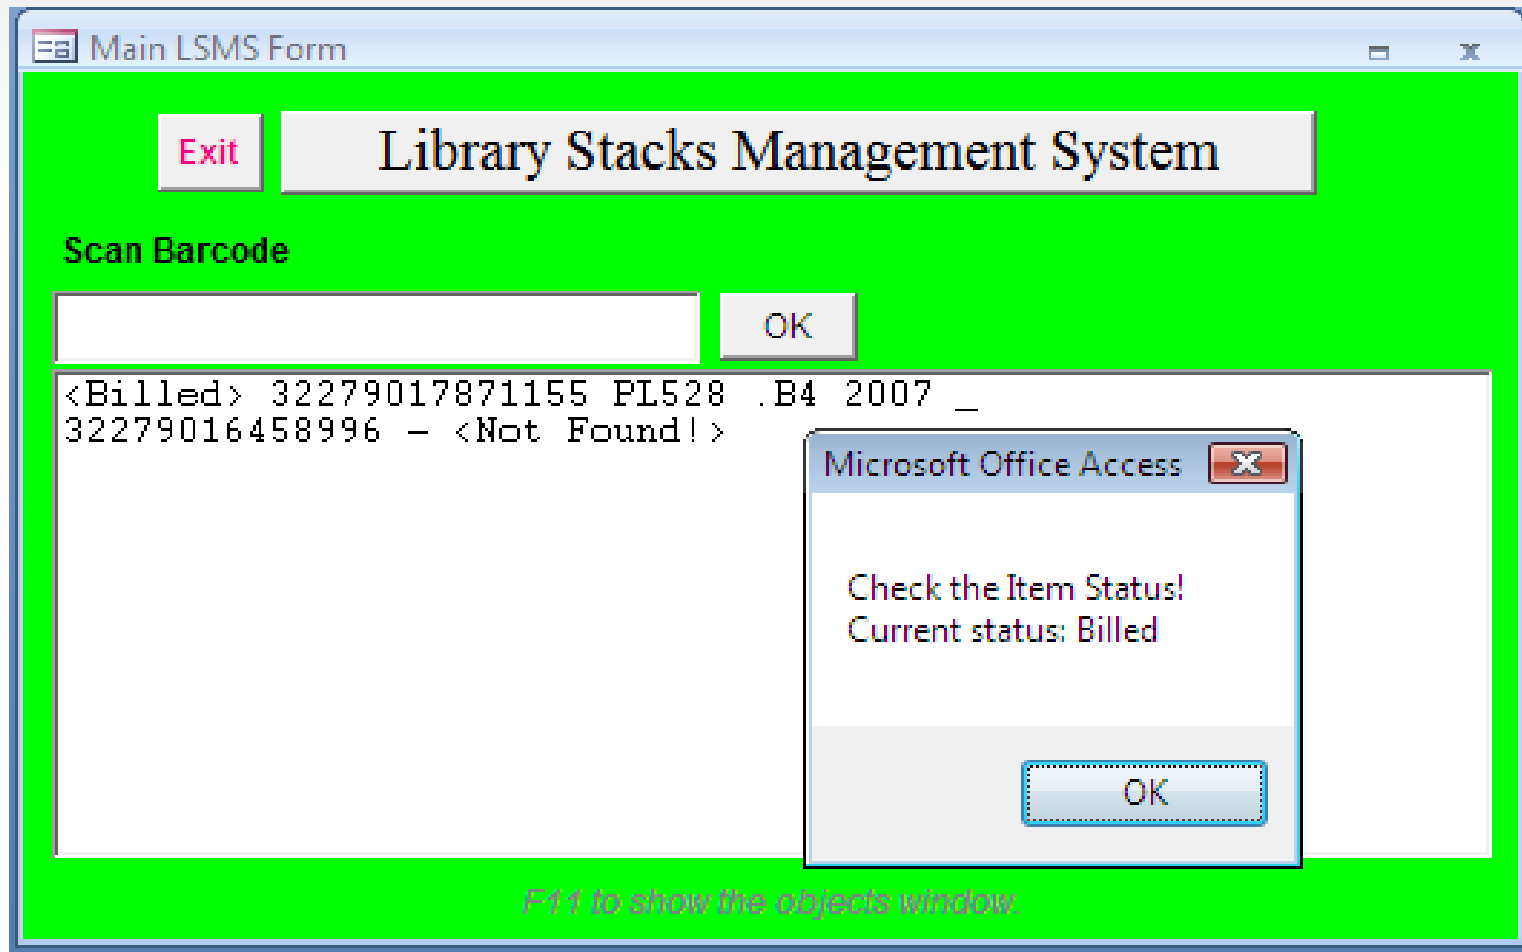 Main LSMS Form
Exit
Library Stacks Management System
Scan Barcode
OK
<Billed> 32279017871155 PL528 .B4 2007 _
32279016458996 – <Not Found!>
Microsoft Office Access
Check the Item Status!
Current status: Billed
OK
F11 to show the objects window.